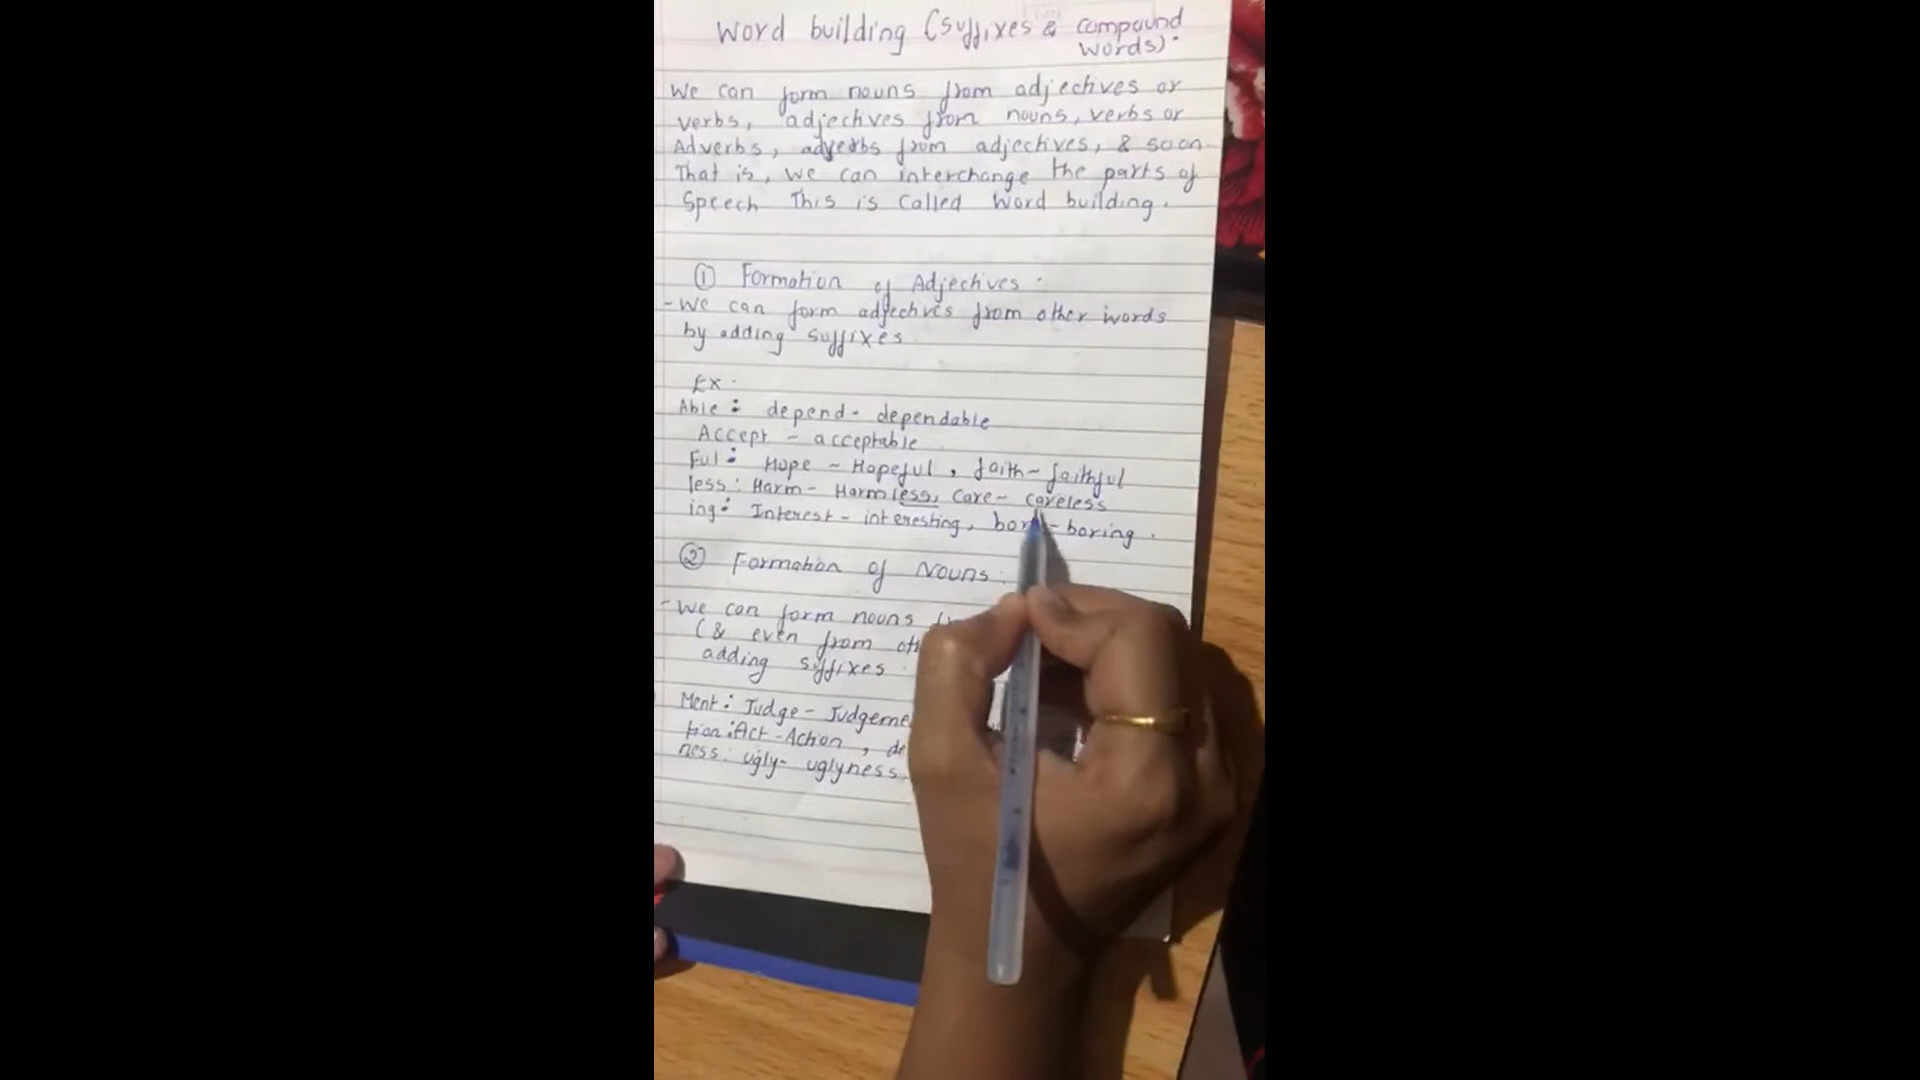 Word building (suffixes & compound
words).
We can form nouns from adjectives or
verbs, adjectives from nouns, verbs or
Adverbs, adverbs from adjectives, & soon.
That is, we can interchange the parts of
Speech This is called Word building.
① Formation of Adjectives.
- We can form adjectives from other words
by adding suffixes
Ex.
Able: depend - dependable
Accept - acceptable
Ful: Hope - Hopeful, faith - faithful
less: Harm - Harmless, Care - careless
ing: Interest - interesting, - boring.
② Formation of Nouns.
- We can form nouns
(& even from
adding suffixes
Ment: Judge -
tion: Act - Action,
ness: ugly - uglyness.